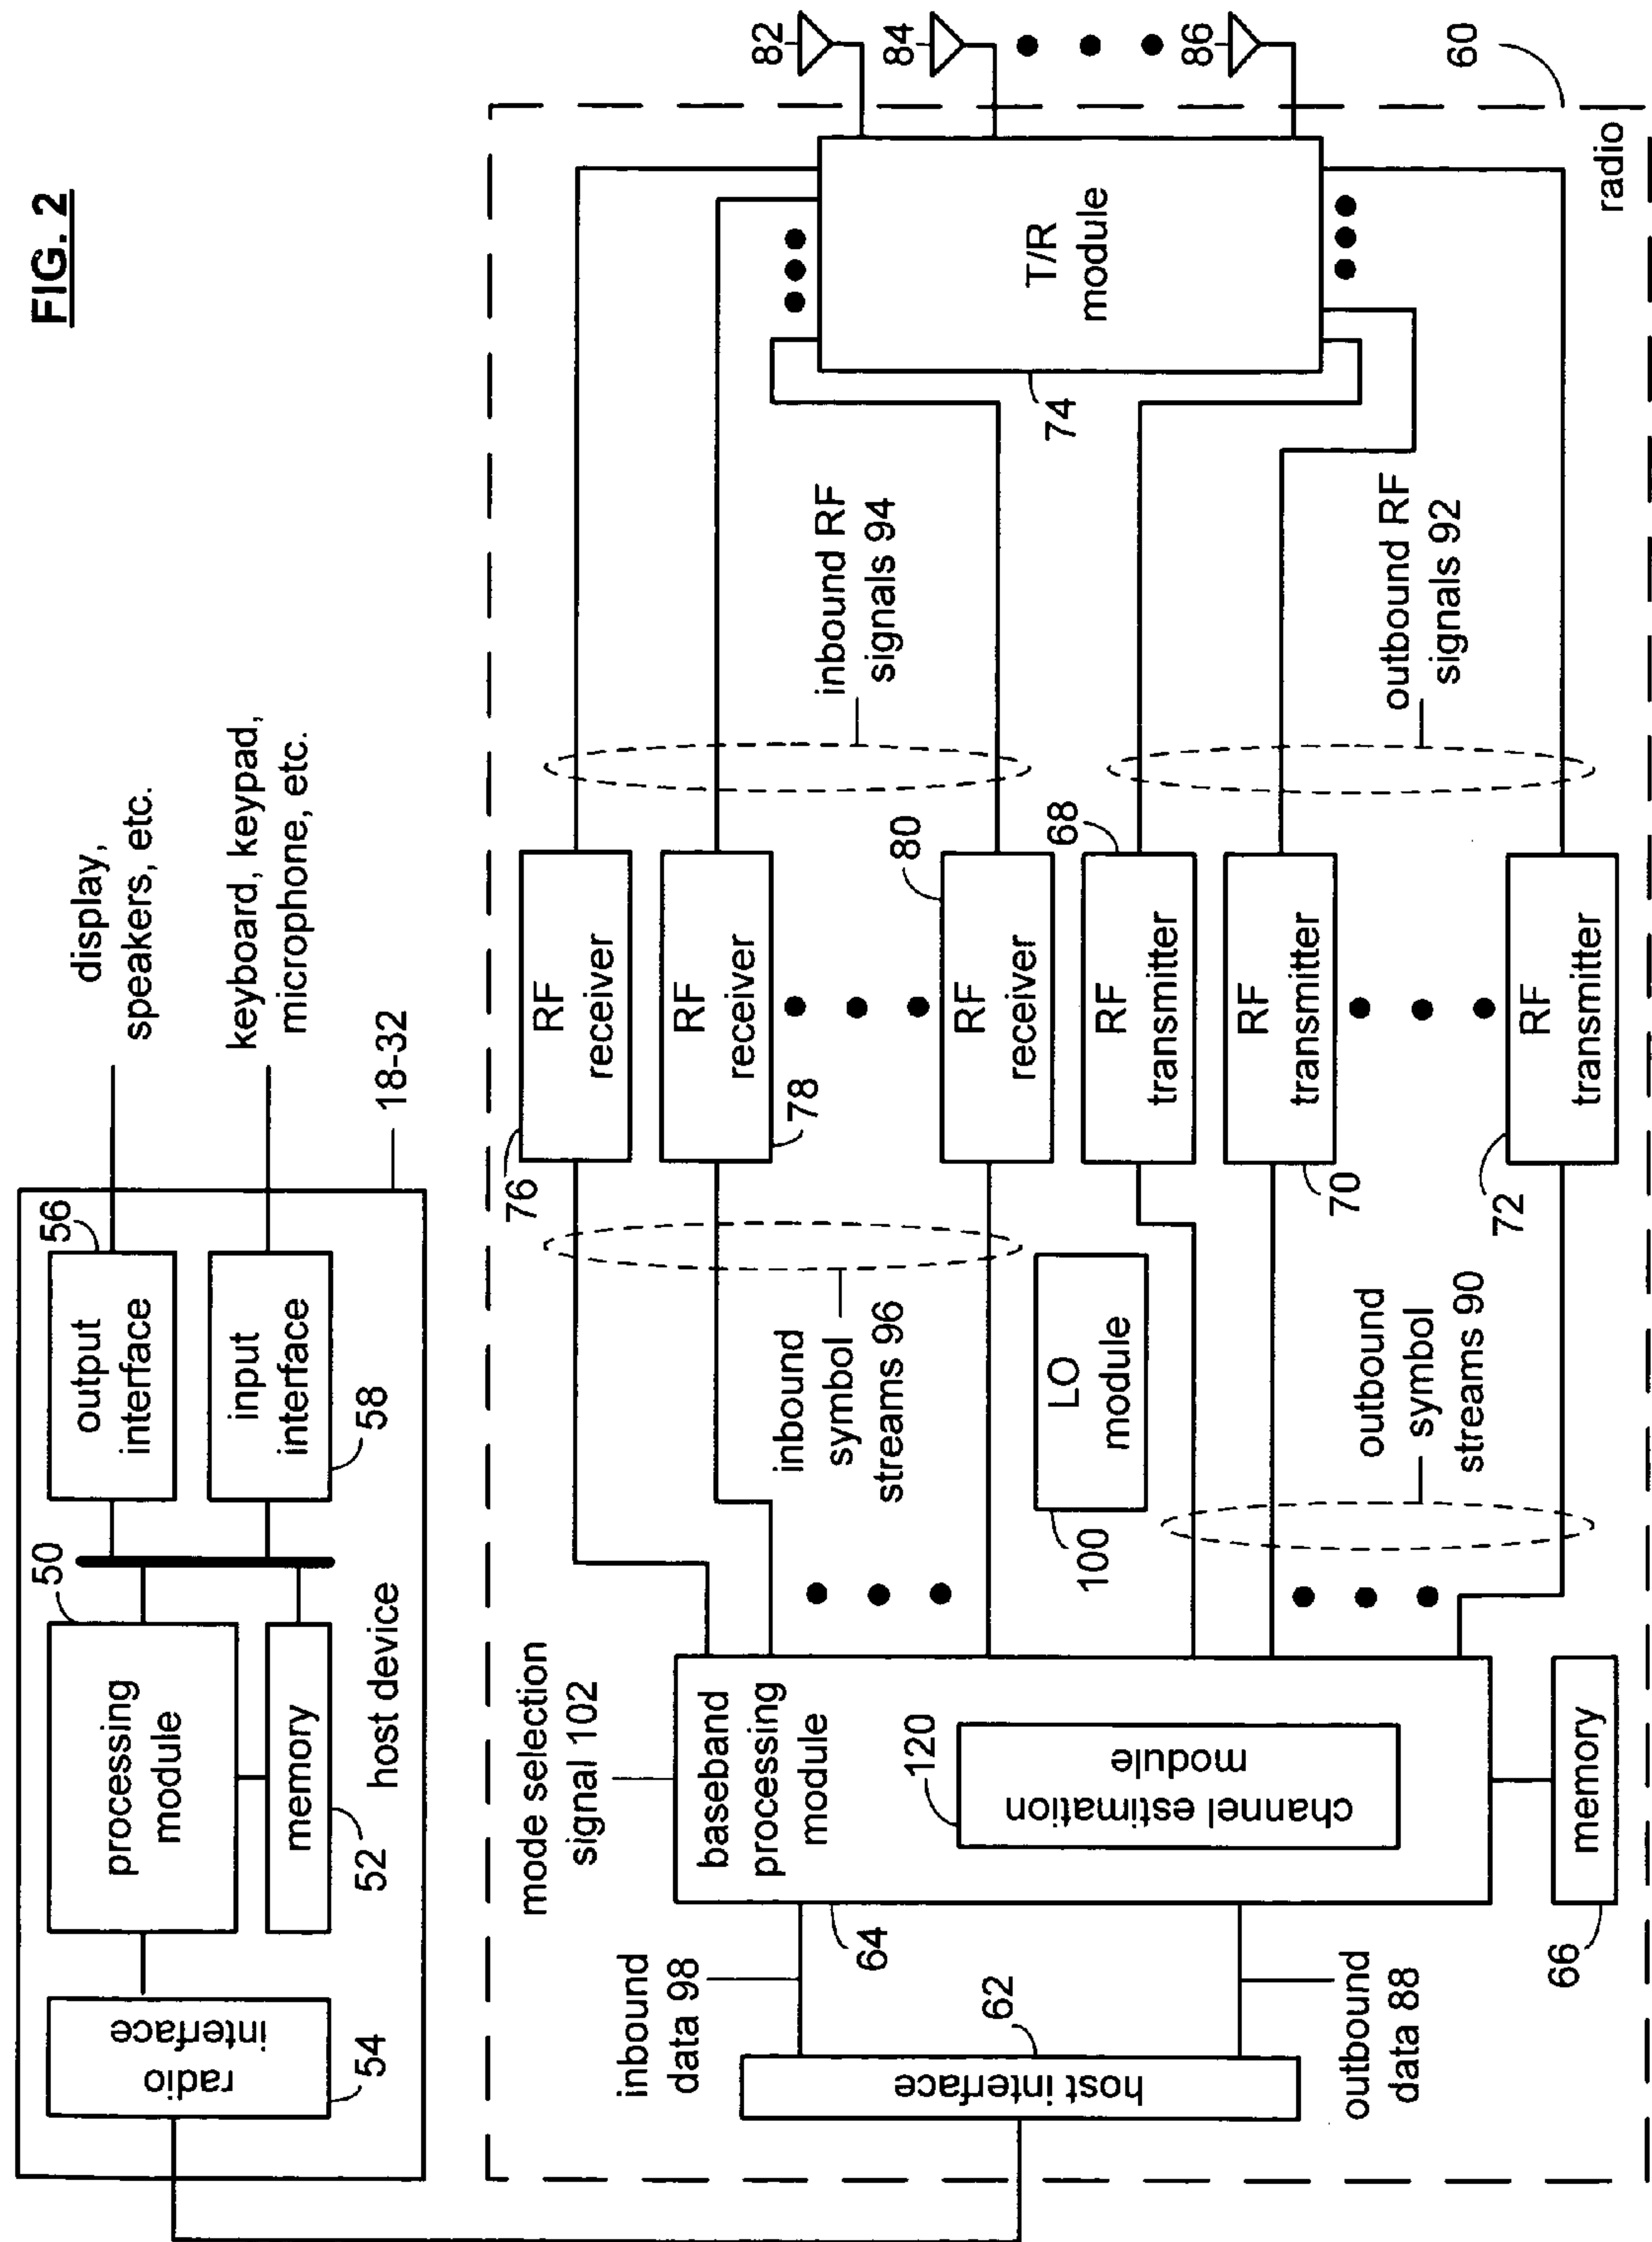 FIG. 2
display,
speakers, etc.
keyboard, keypad,
microphone, etc.
18-32
56
output
interface
input
interface
58
50
processing
module
memory
52
host device
radio
interface
54
60
radio
82
84
86
T/R
module
74
inbound RF
signals 94
outbound RF
signals 92
RF
receiver
76
RF
receiver
78
RF
receiver
80
RF
transmitter
68
RF
transmitter
70
RF
transmitter
72
inbound
symbol
streams 96
LO
module
100
outbound
symbol
streams 90
mode selection
signal 102
baseband
processing
module
120
channel estimation
module
64
memory
66
inbound
data 98
62
host interface
outbound
data 88